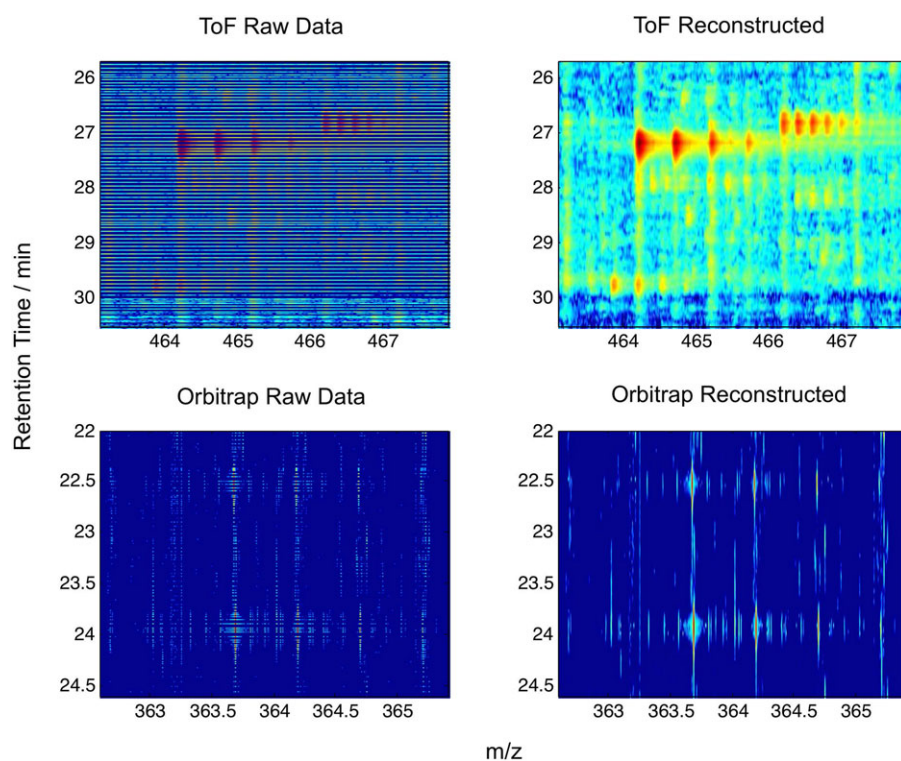 ToF Raw Data
ToF Reconstructed
26
27
28
29
30
464 465 466 467
26
27
28
29
30
464 465 466 467
Retention Time / min
Orbitrap Raw Data
Orbitrap Reconstructed
22
22.5
23
23.5
24
24.5
363 363.5 364 364.5 365
22
22.5
23
23.5
24
24.5
363 363.5 364 364.5 365
m/z